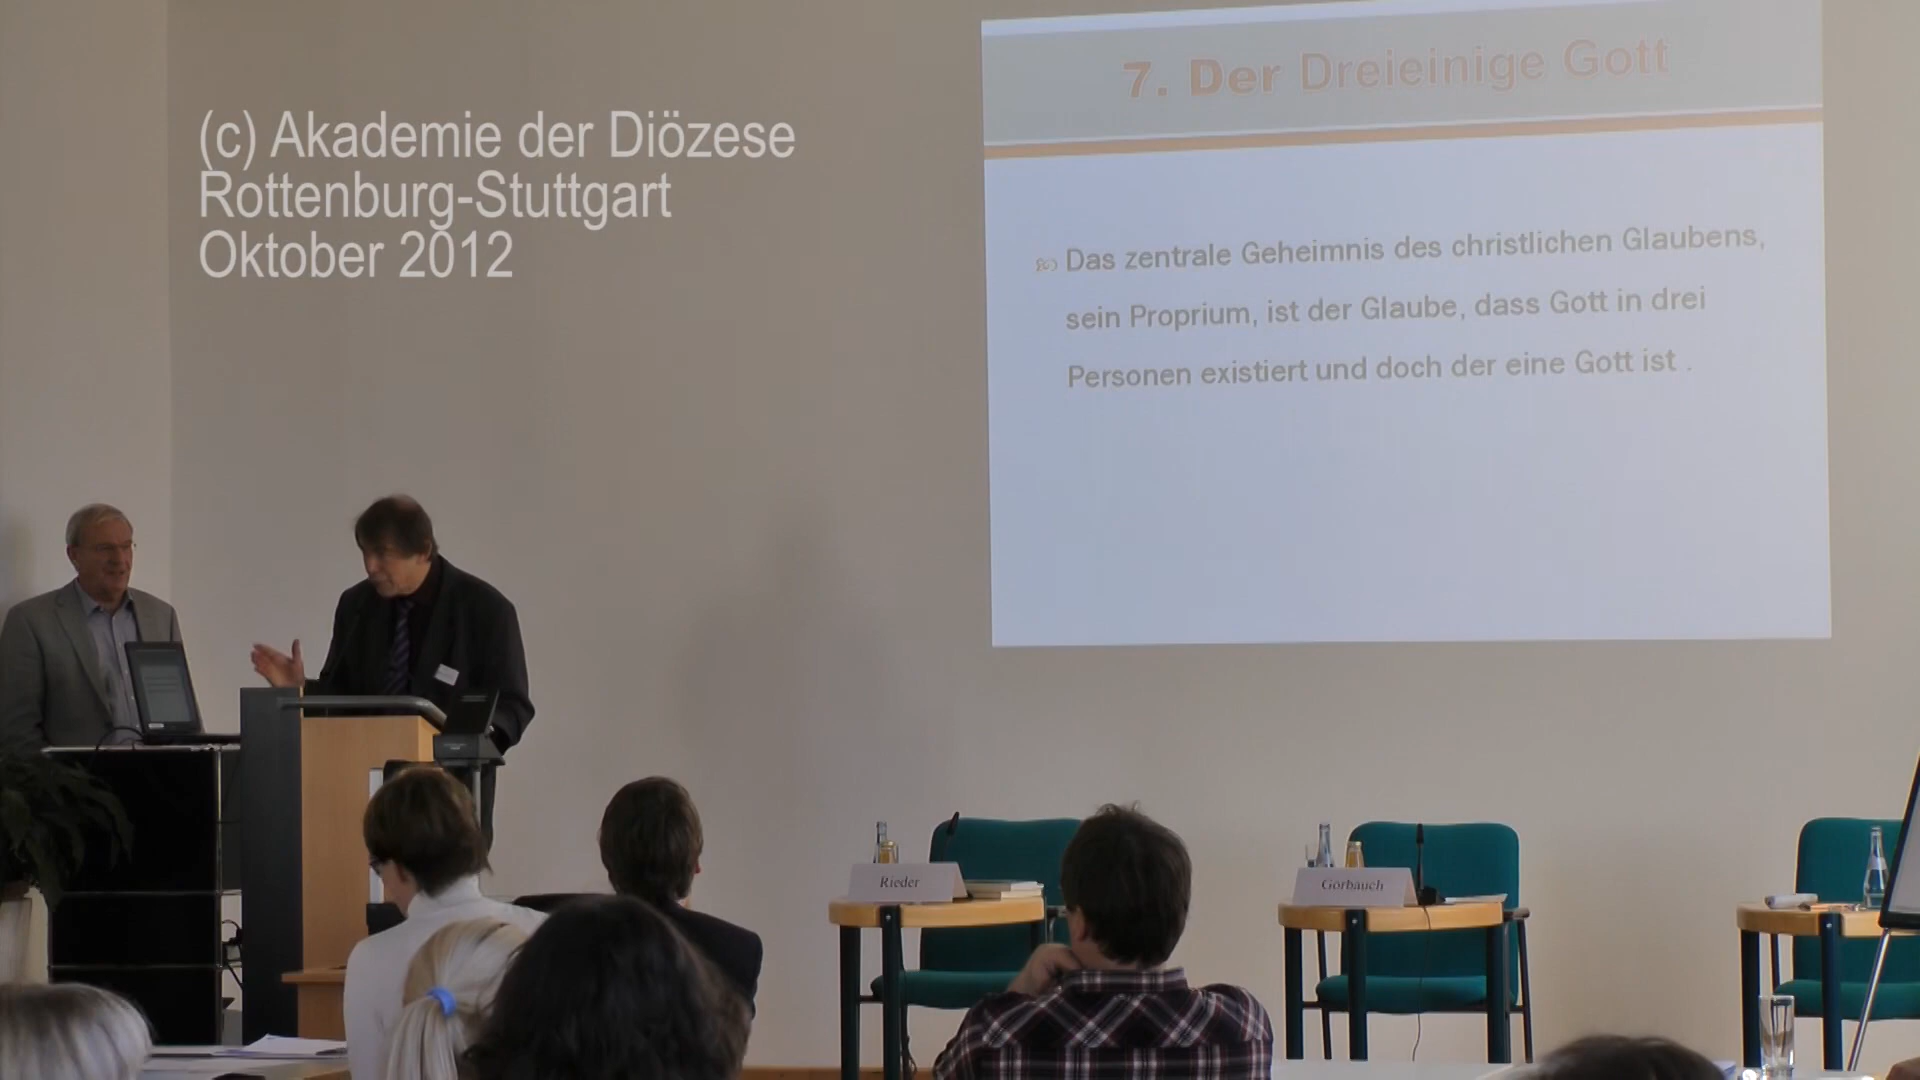 (c) Akademie der Diözese
Rottenburg-Stuttgart
Oktober 2012
7. Der Dreieinige Gott
Das zentrale Geheimnis des christlichen Glaubens,
sein Proprium, ist der Glaube, dass Gott in drei
Personen existiert und doch der eine Gott ist .
Rieder
Gorbauch